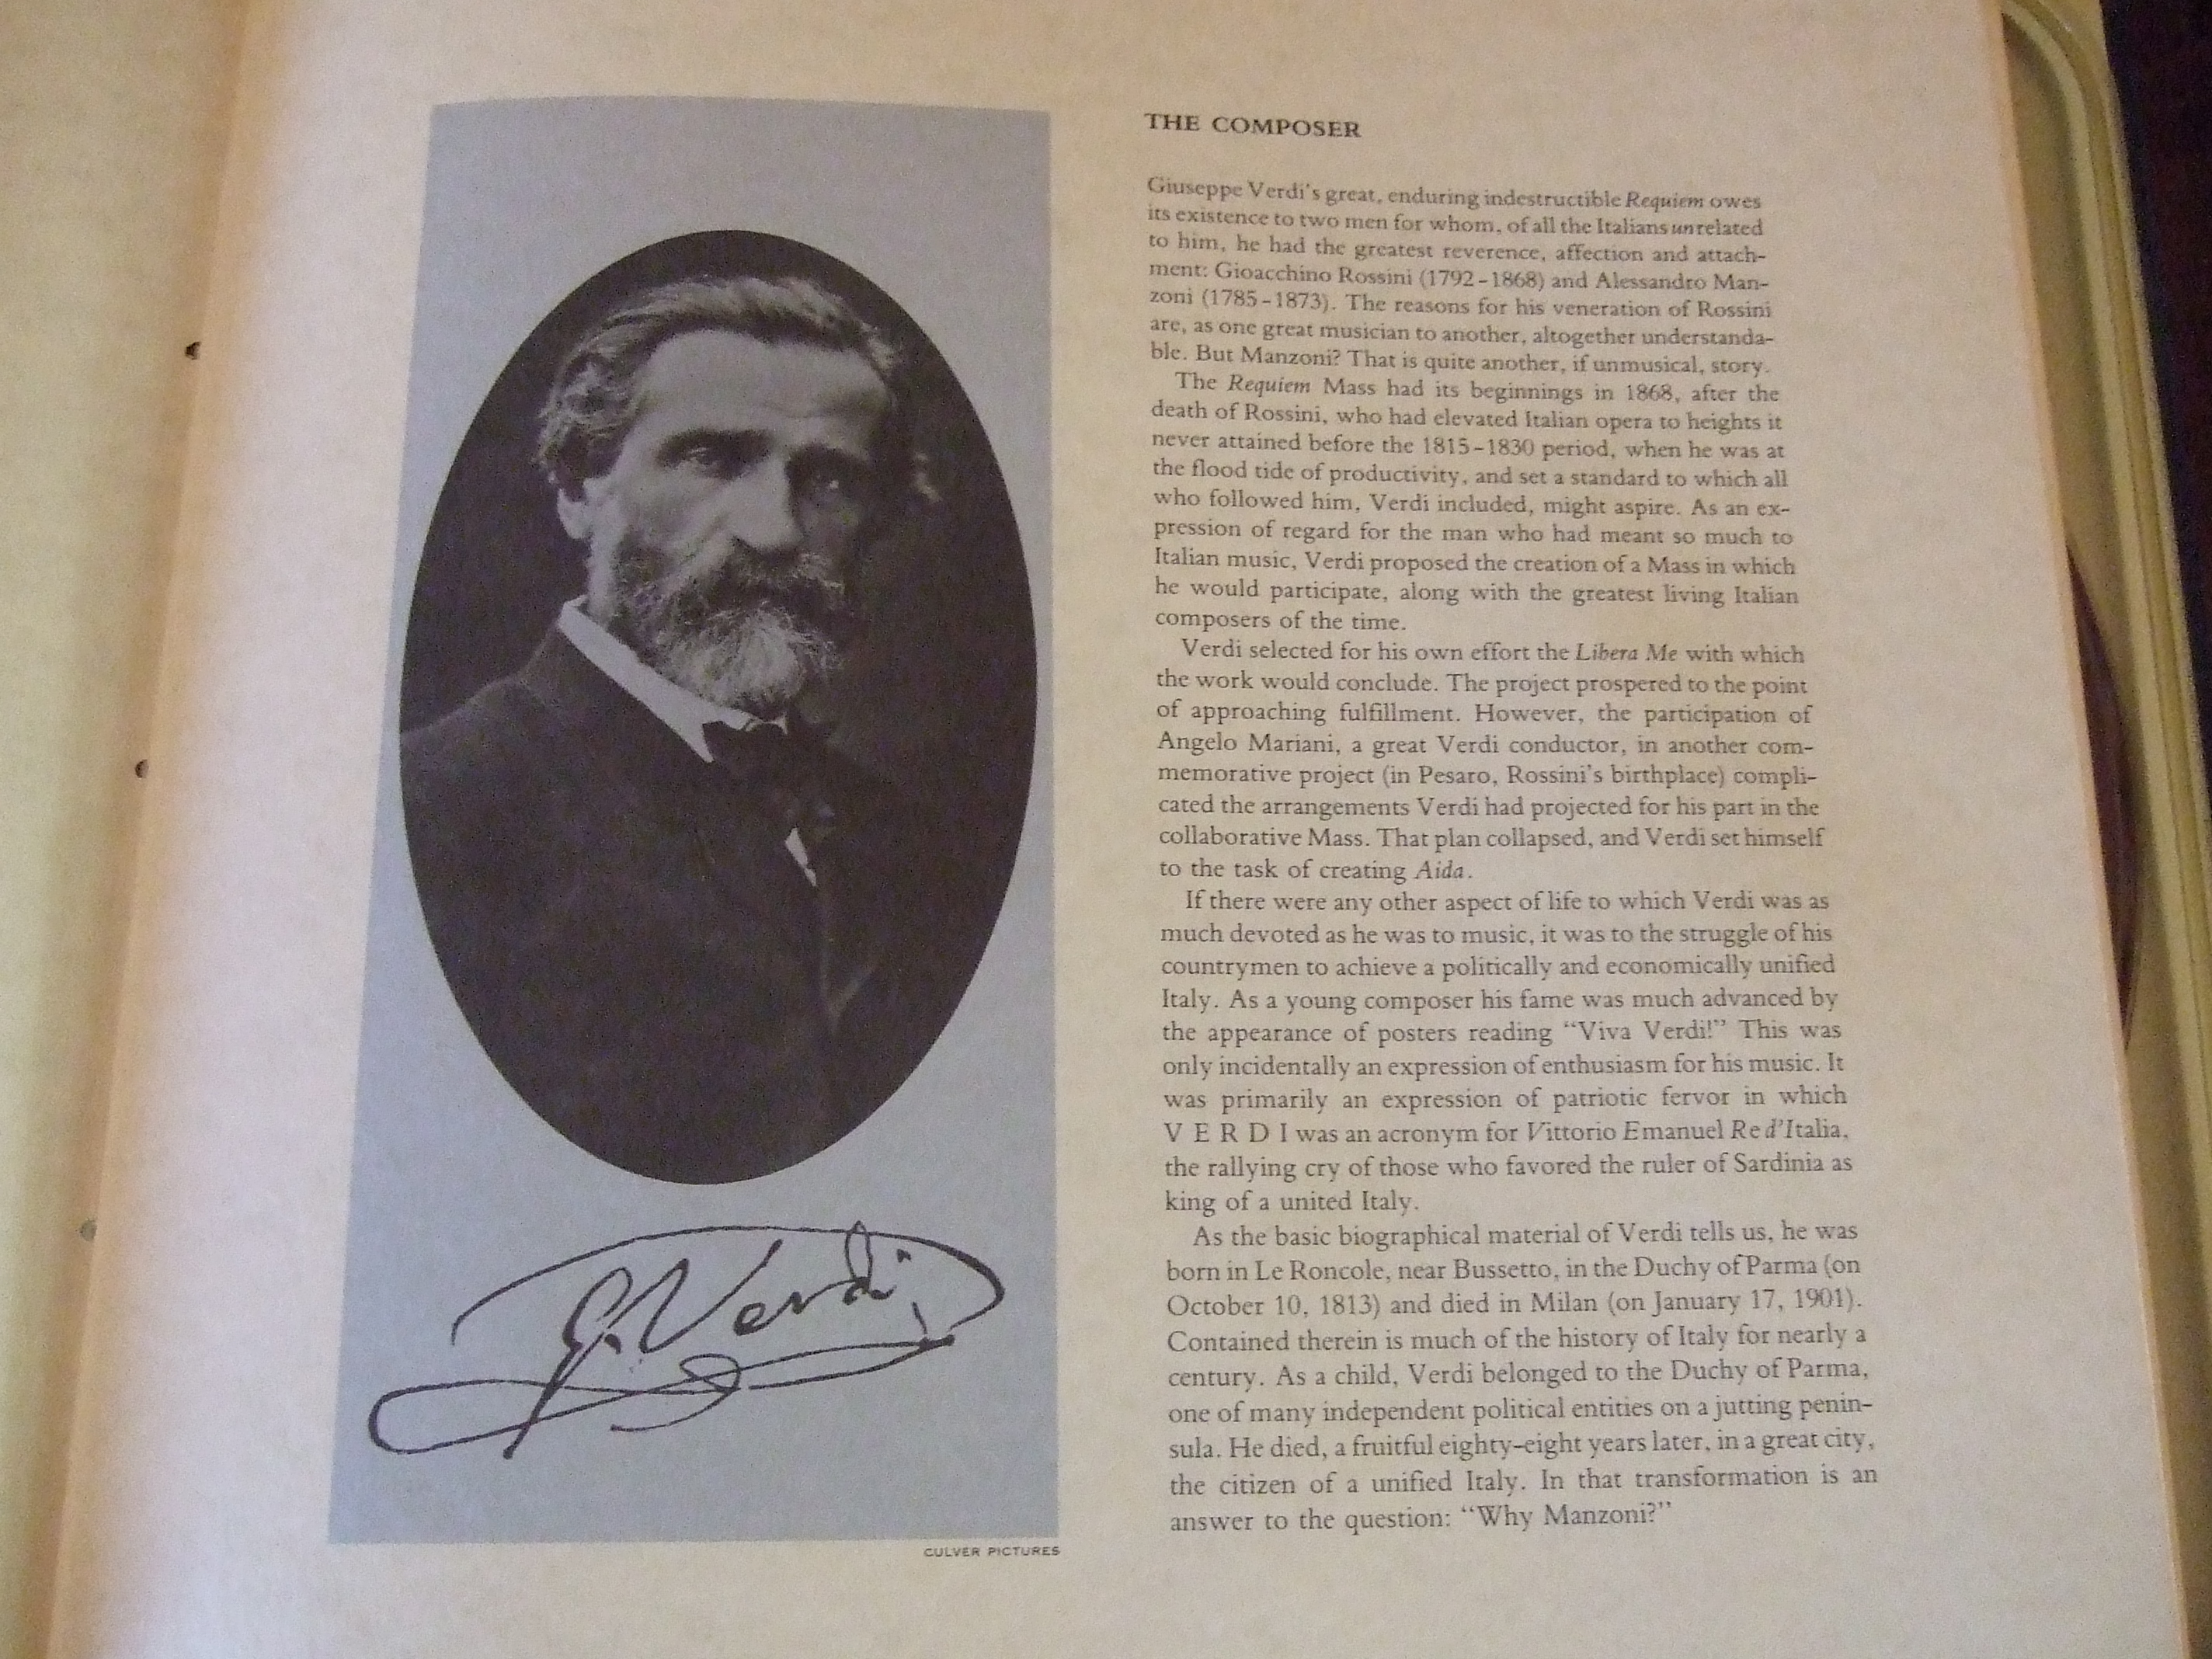 THE COMPOSER
Giuseppe Verdi's great, enduring indestructible Requiem owes
its existence to two men for whom, of all the Italians unrelated
to him, he had the greatest reverence, affection and attach-
ment: Gioacchino Rossini (1792-1868) and Alessandro Man-
zoni (1785-1873). The reasons for his veneration of Rossini
are, as one great musician to another, altogether understanda-
ble. But Manzoni? That is quite another, if unmusical, story.
The Requiem Mass had its beginnings in 1868, after the
death of Rossini, who had elevated Italian opera to heights it
never attained before the 1815-1830 period, when he was at
the flood tide of productivity, and set a standard to which all
who followed him, Verdi included, might aspire. As an ex-
pression of regard for the man who had meant so much to
Italian music, Verdi proposed the creation of a Mass in which
he would participate, along with the greatest living Italian
composers of the time.
Verdi selected for his own effort the Libera Me with which
the work would conclude. The project prospered to the point
of approaching fulfillment. However, the participation of
Angelo Mariani, a great Verdi conductor, in another com-
memorative project (in Pesaro, Rossini's birthplace) compli-
cated the arrangements Verdi had projected for his part in the
collaborative Mass. That plan collapsed, and Verdi set himself
to the task of creating Aida.
If there were any other aspect of life to which Verdi was as
much devoted as he was to music, it was to the struggle of his
countrymen to achieve a politically and economically unified
Italy. As a young composer his fame was much advanced by
the appearance of posters reading "Viva Verdi!" This was
only incidentally an expression of enthusiasm for his music. It
was primarily an expression of patriotic fervor in which
V E R D I was an acronym for Vittorio Emanuel Re d'Italia,
the rallying cry of those who favored the ruler of Sardinia as
king of a united Italy.
As the basic biographical material of Verdi tells us, he was
born in Le Roncole, near Bussetto, in the Duchy of Parma (on
October 10, 1813) and died in Milan (on January 17, 1901).
Contained therein is much of the history of Italy for nearly a
century. As a child, Verdi belonged to the Duchy of Parma,
one of many independent political entities on a jutting penin-
sula. He died, a fruitful eighty-eight years later, in a great city,
the citizen of a unified Italy. In that transformation is an
answer to the question: "Why Manzoni?"
G. Verdi
CULVER PICTURES